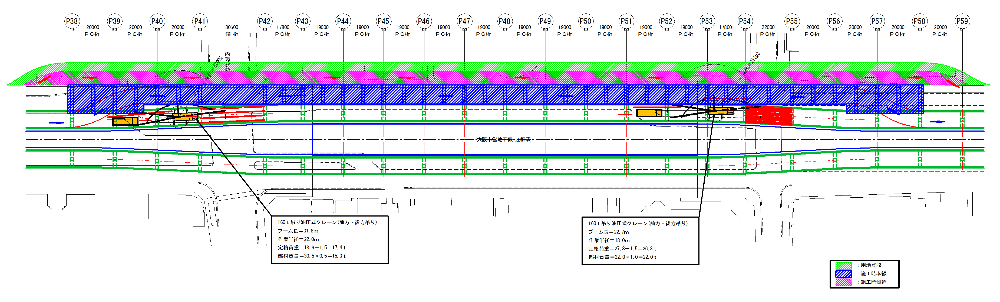 P38 P39 P40 P41 P42 P43 P44 P45 P46 P47 P48 P49 P50 P51 P52 P53 P54 P55 P56 P57 P58 P59
20000 20000 20000 30500 17800 19000 19000 19000 19000 19000 19000 19000 19000 19000 19000 17800 22000 20000 20000 20000 20000
ＰＣ桁 ＰＣ桁 ＰＣ桁 鋼 桁 ＰＣ桁 ＰＣ桁 ＰＣ桁 ＰＣ桁 ＰＣ桁 ＰＣ桁 ＰＣ桁 ＰＣ桁 ＰＣ桁 ＰＣ桁 ＰＣ桁 ＰＣ桁 ＰＣ桁 ＰＣ桁 ＰＣ桁 ＰＣ桁 ＰＣ桁
内環
R＝22000
R＝22000
大阪市営地下鉄 江坂駅
160ｔ吊り油圧式クレーン(前方・後方吊り)
ブーム長＝31.8ｍ
作業半径＝22.0ｍ
定格荷重＝18.9－1.5＝17.4ｔ
部材質量＝30.5×0.5＝15.3ｔ
160ｔ吊り油圧式クレーン(前方・後方吊り)
ブーム長＝22.7ｍ
作業半径＝18.0ｍ
定格荷重＝27.8－1.5＝26.3ｔ
部材質量＝22.0×1.0＝22.0ｔ
：用地買収
：施工時本線
：施工時側道